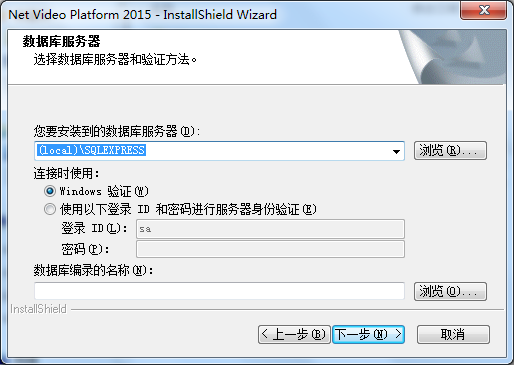 Net Video Platform 2015 - InstallShield Wizard
数据库服务器
选择数据库服务器和验证方法。
您要安装到的数据库服务器(D):
(local)\SQLEXPRESS
浏览(R)...
连接时使用:
Windows 验证(W)
使用以下登录 ID 和密码进行服务器身份验证(E)
登录 ID(L): sa
密码(P):
数据库编录的名称(N):
浏览(O)...
InstallShield
< 上一步(B) 下一步(N) > 取消